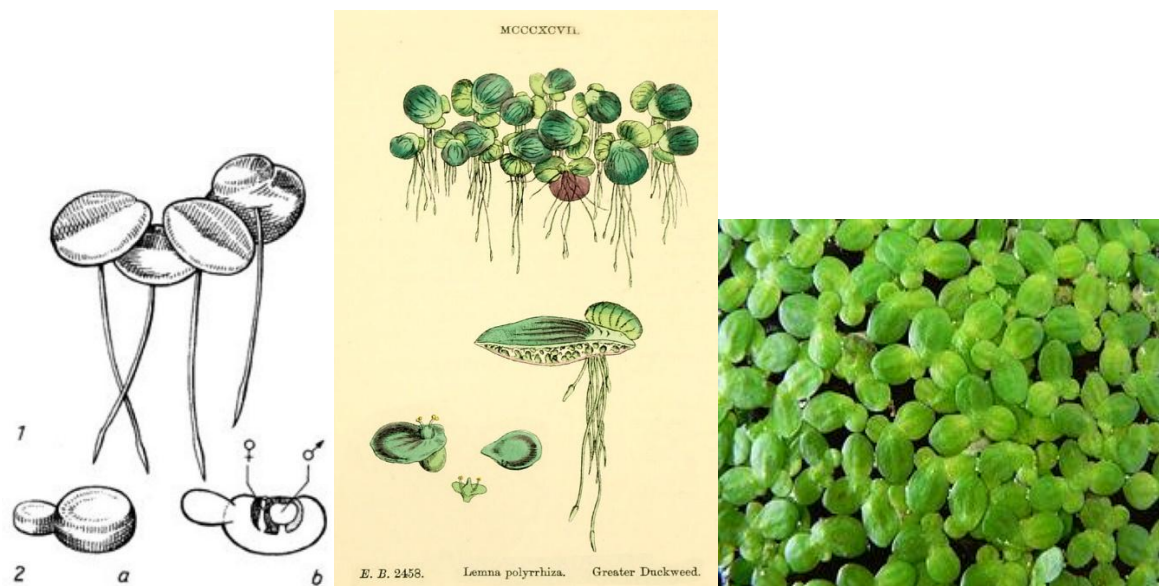 1
2
a
♀
♂
b
MCCCXCVII.
E. B. 2458. Lemna polyrrhiza. Greater Duckweed.